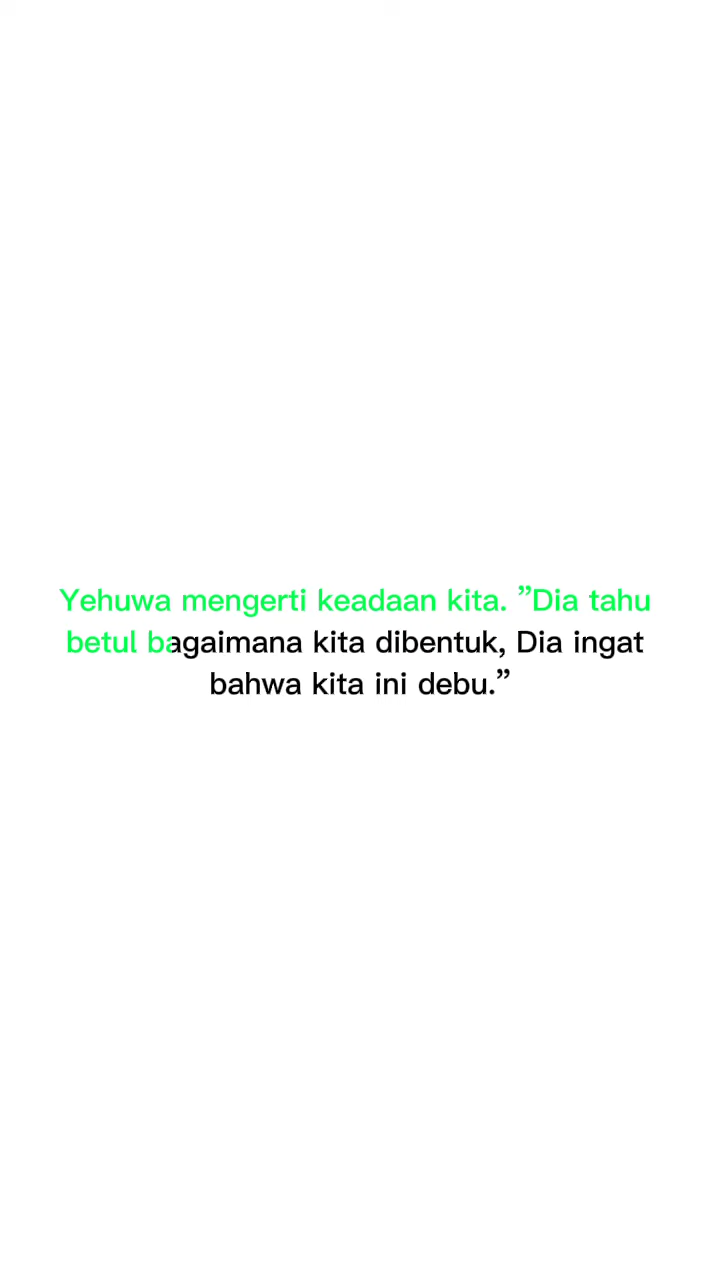 Yehuwa mengerti keadaan kita. ”Dia tahu
betul bagaimana kita dibentuk, Dia ingat
bahwa kita ini debu.”